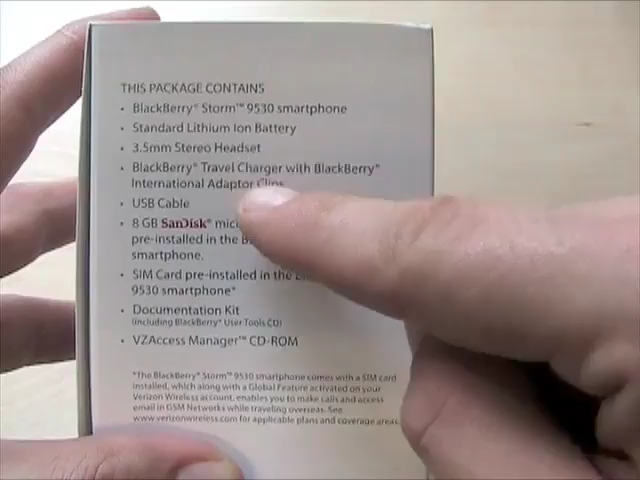 THIS PACKAGE CONTAINS
• BlackBerry® Storm™ 9530 smartphone
• Standard Lithium Ion Battery
• 3.5mm Stereo Headset
• BlackBerry® Travel Charger with BlackBerry®
International Adaptor Clips
• USB Cable
• 8 GB SanDisk®
pre-installed in the
smartphone.
• SIM Card pre-installed in the
9530 smartphone*
• Documentation Kit
(including BlackBerry® User Tools CD)
• VZAccess Manager™ CD-ROM
*The BlackBerry® Storm™ 9530 smartphone comes with a SIM card
installed, which along with a Global Feature activated on your
Verizon Wireless account, enables you to make calls and access
email in GSM Networks while traveling overseas. See
www.verizonwireless.com for applicable plans and coverage areas.